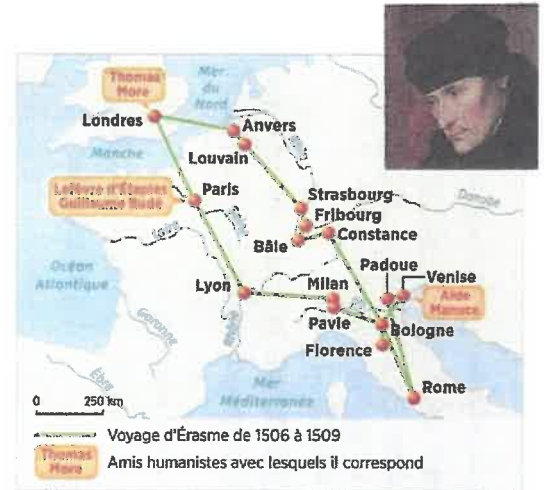 Thomas
More
Mer
du
Nord
Londres
Anvers
Manche
Louvain
Lefèvre d'Étaples
Guillaume Budé
Paris
Strasbourg
Fribourg
Danube
Loire
Bâle
Constance
Océan
Atlantique
Padoue
Venise
Lyon
Milan
Alde
Manuce
Pavie
Bologne
Garonne
Rhône
Florence
Èbre
Mer
Méditerranée
Rome
0 250 km
Voyage d'Érasme de 1506 à 1509
Thomas
More
Amis humanistes avec lesquels il correspond